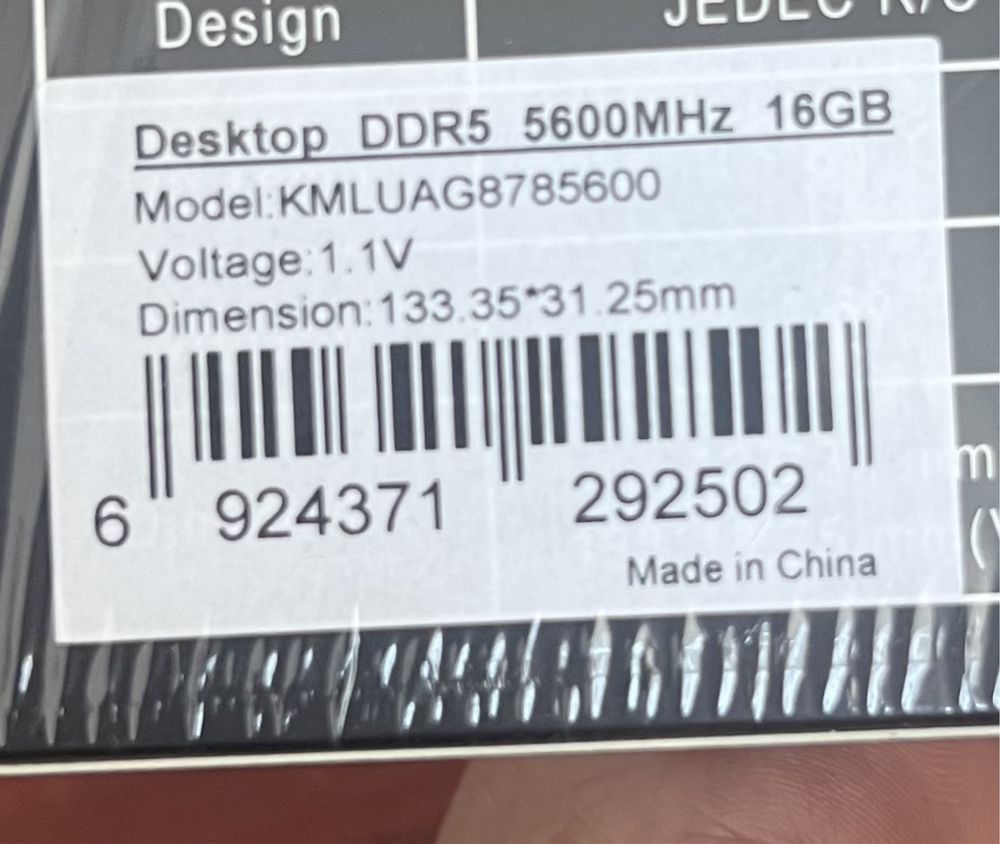 Design
JEDEC R/C
Desktop DDR5 5600MHz 16GB
Model:KMLUAG8785600
Voltage:1.1V
Dimension:133.35*31.25mm
6 924371 292502
Made in China
m